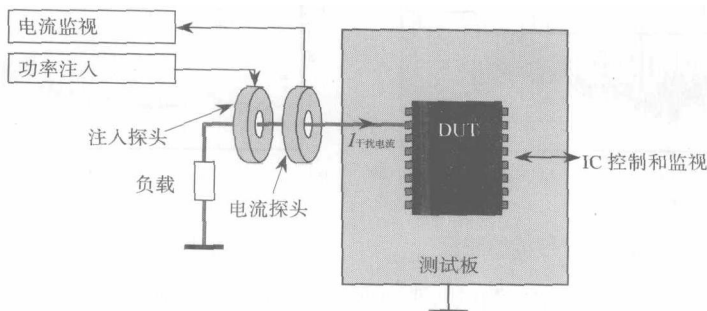 电流监视
功率注入
注入探头
负载
电流探头
I干扰电流
DUT
IC 控制和监视
测试板